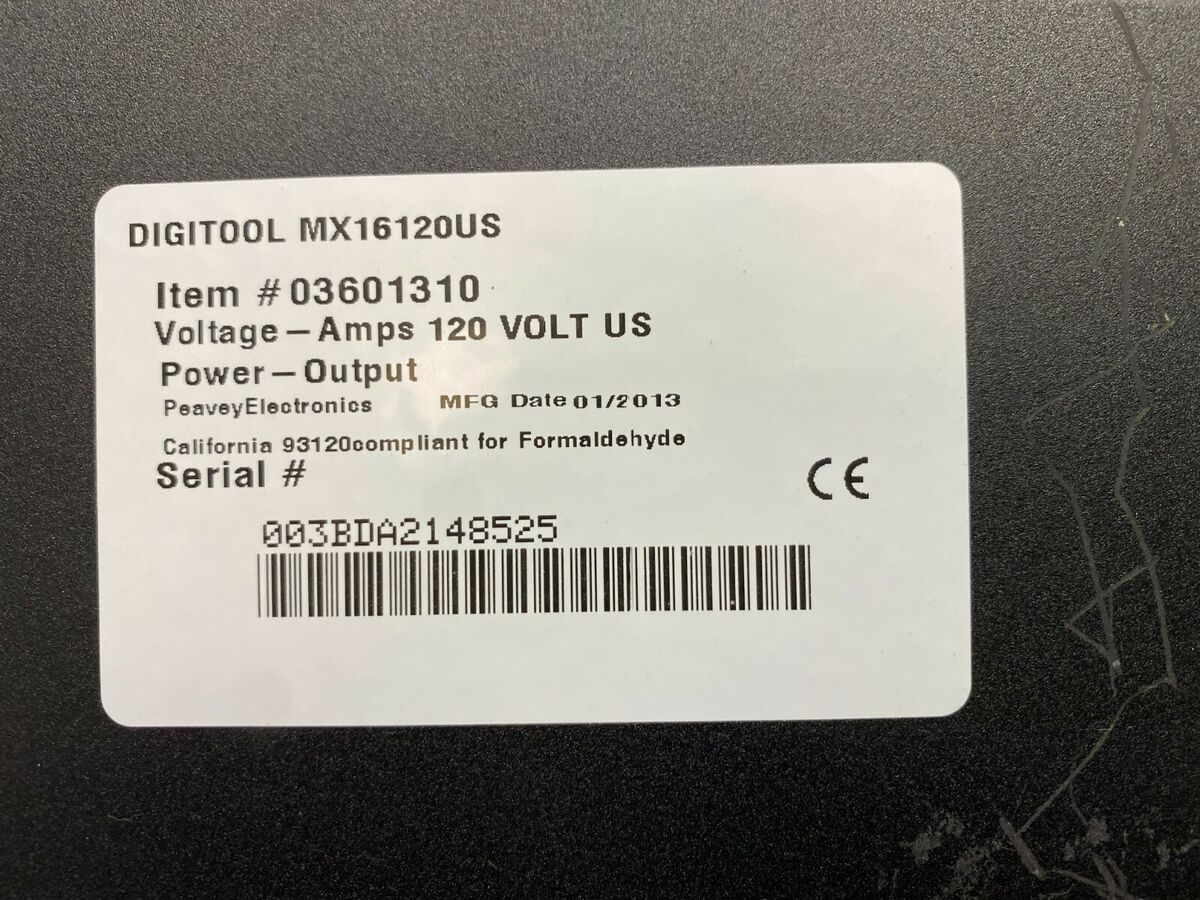 DIGITOOL MX16120US
Item # 03601310
Voltage-Amps 120 VOLT US
Power-Output
PeaveyElectronics MFG Date 01/2013
California 93120compliant for Formaldehyde
Serial #
CE
003BDA2148525